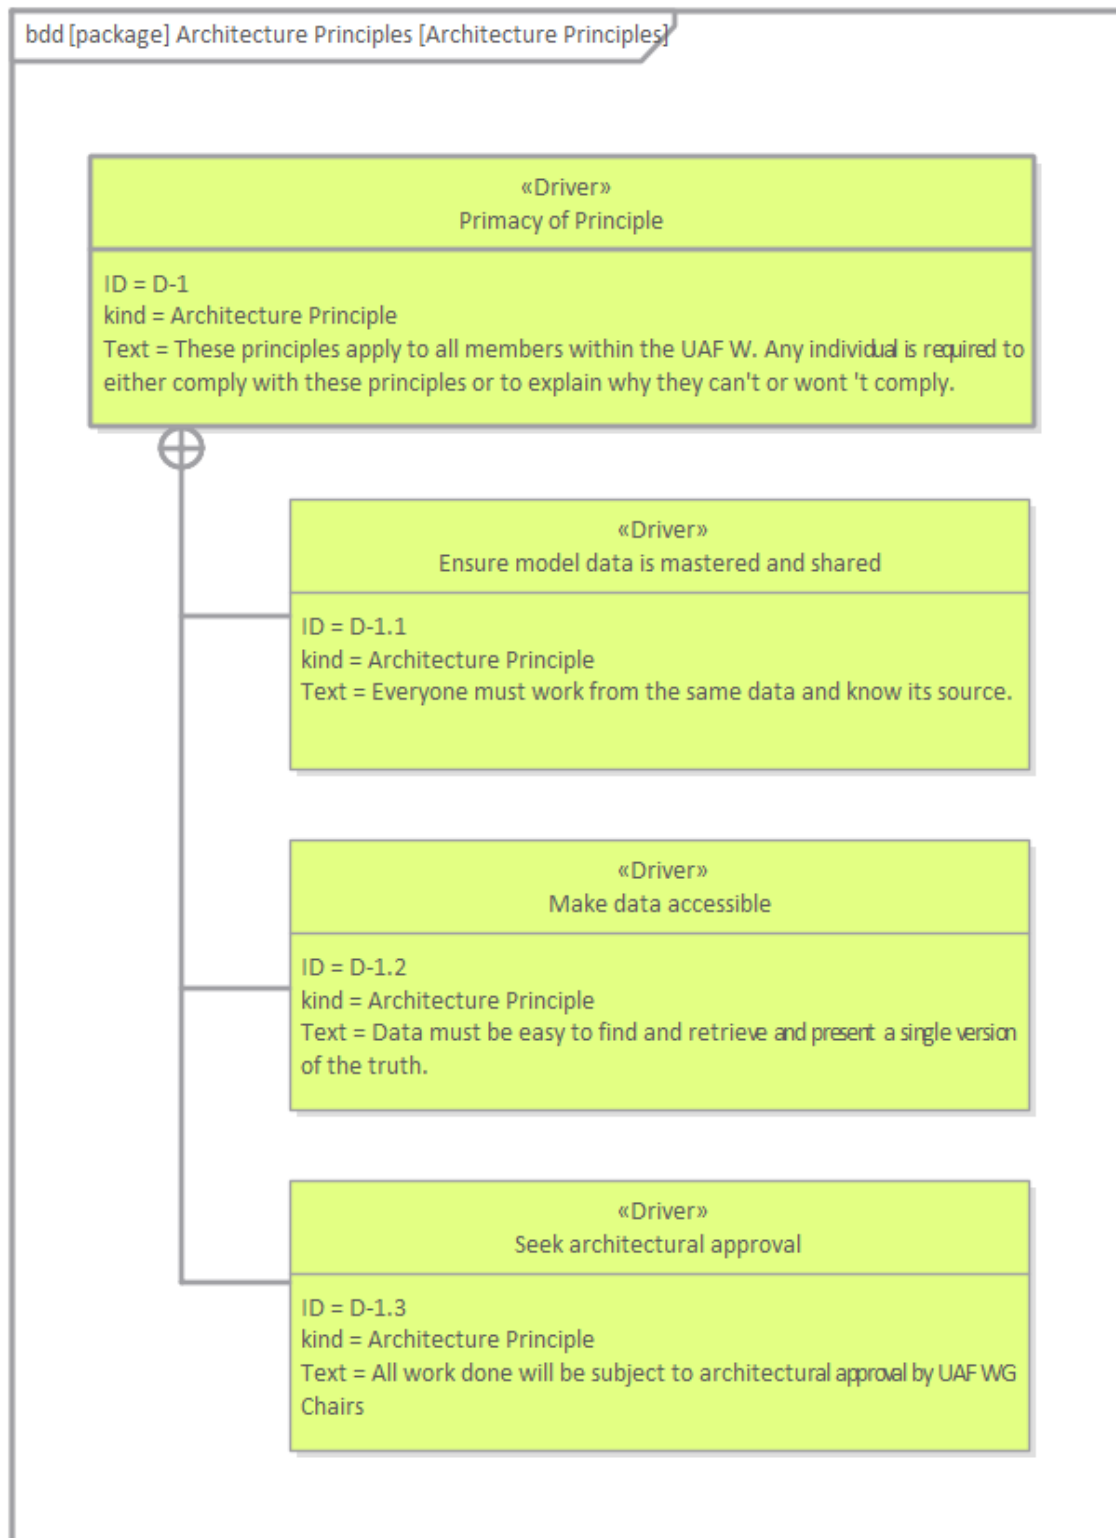 bdd [package] Architecture Principles [Architecture Principles]
«Driver»
Primacy of Principle
ID = D-1
kind = Architecture Principle
Text = These principles apply to all members within the UAF W. Any individual is required to
either comply with these principles or to explain why they can't or wont 't comply.
«Driver»
Ensure model data is mastered and shared
ID = D-1.1
kind = Architecture Principle
Text = Everyone must work from the same data and know its source.
«Driver»
Make data accessible
ID = D-1.2
kind = Architecture Principle
Text = Data must be easy to find and retrieve and present a single version
of the truth.
«Driver»
Seek architectural approval
ID = D-1.3
kind = Architecture Principle
Text = All work done will be subject to architectural approval by UAF WG
Chairs